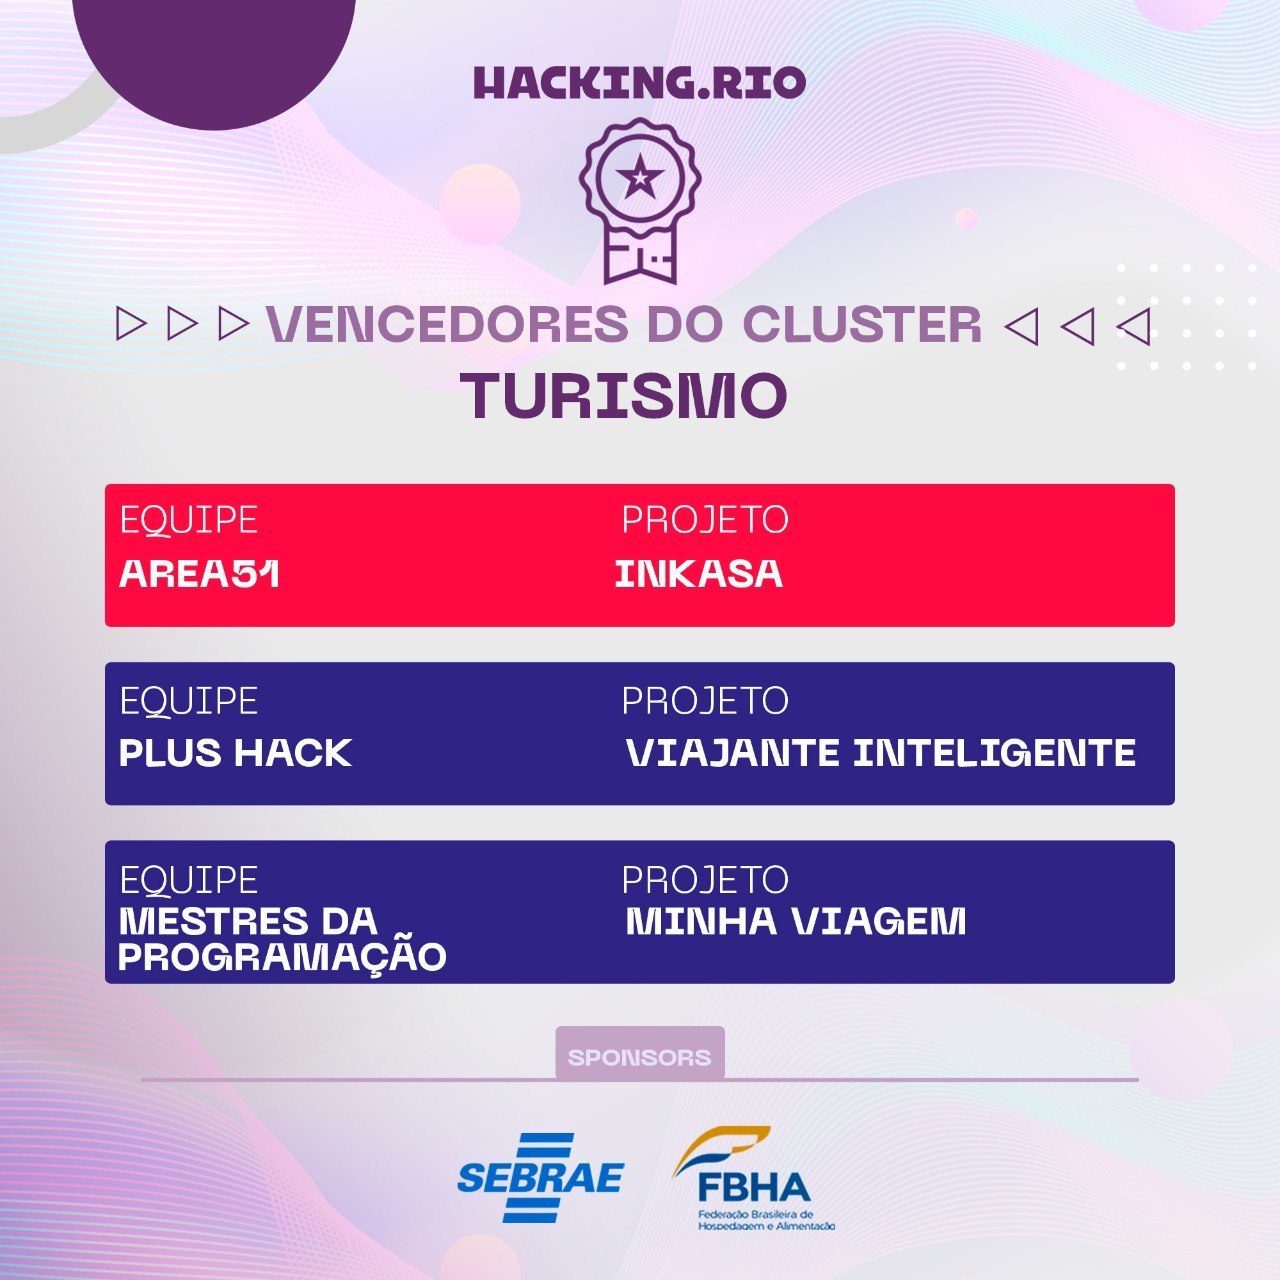 HACKING.RIO
VENCEDORES DO CLUSTER
TURISMO
EQUIPE PROJETO
AREA51 INKASA
EQUIPE PROJETO
PLUS HACK VIAJANTE INTELIGENTE
EQUIPE PROJETO
MESTRES DA MINHA VIAGEM
PROGRAMAÇÃO
SPONSORS
SEBRAE
FBHA
Federação Brasileira de
Hospedagem e Alimentação